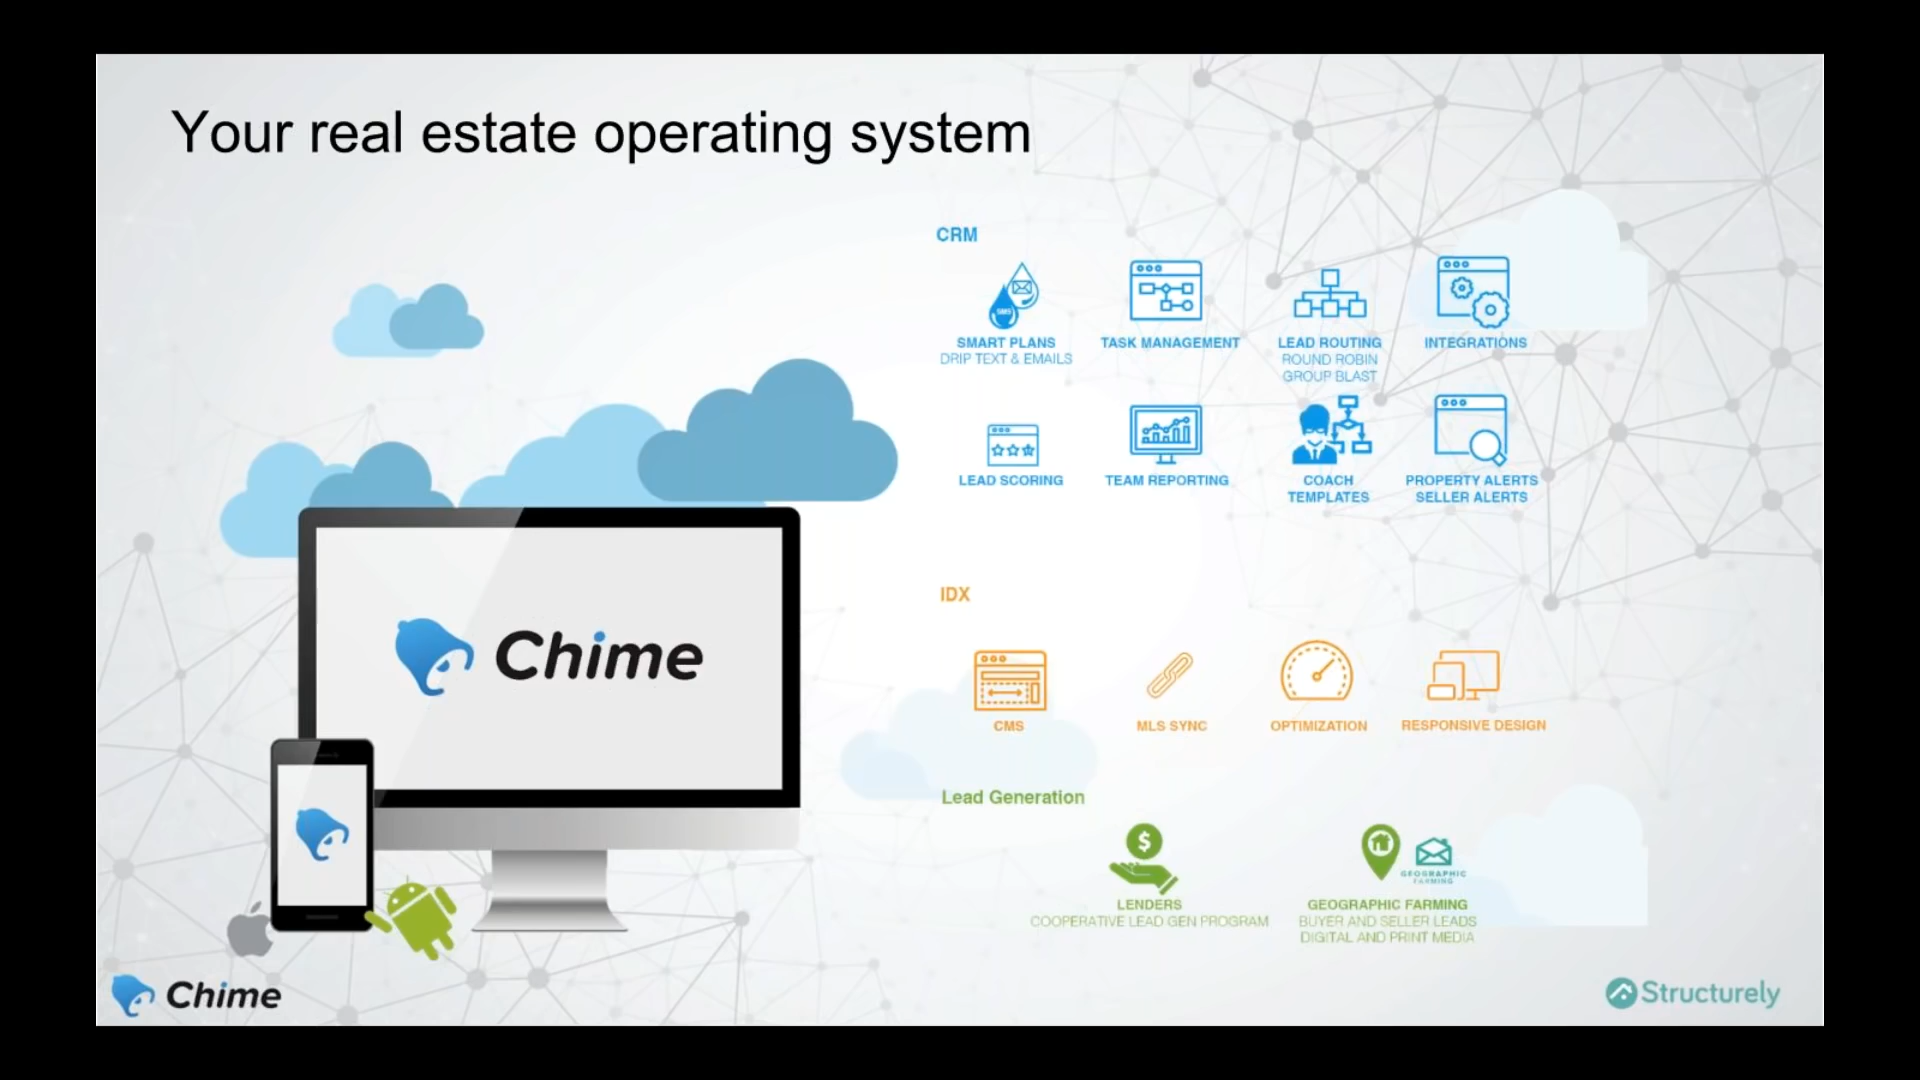 Your real estate operating system
CRM
SMS
SMART PLANS
DRIP TEXT & EMAILS
TASK MANAGEMENT
LEAD ROUTING
ROUND ROBIN
GROUP BLAST
INTEGRATIONS
LEAD SCORING
TEAM REPORTING
COACH
TEMPLATES
PROPERTY ALERTS
SELLER ALERTS
Chime
IDX
CMS
MLS SYNC
OPTIMIZATION
RESPONSIVE DESIGN
Lead Generation
$
LENDERS
COOPERATIVE LEAD GEN PROGRAM
GEOGRAPHIC
FARMING
GEOGRAPHIC FARMING
BUYER AND SELLER LEADS
DIGITAL AND PRINT MEDIA
Chime
Structurely